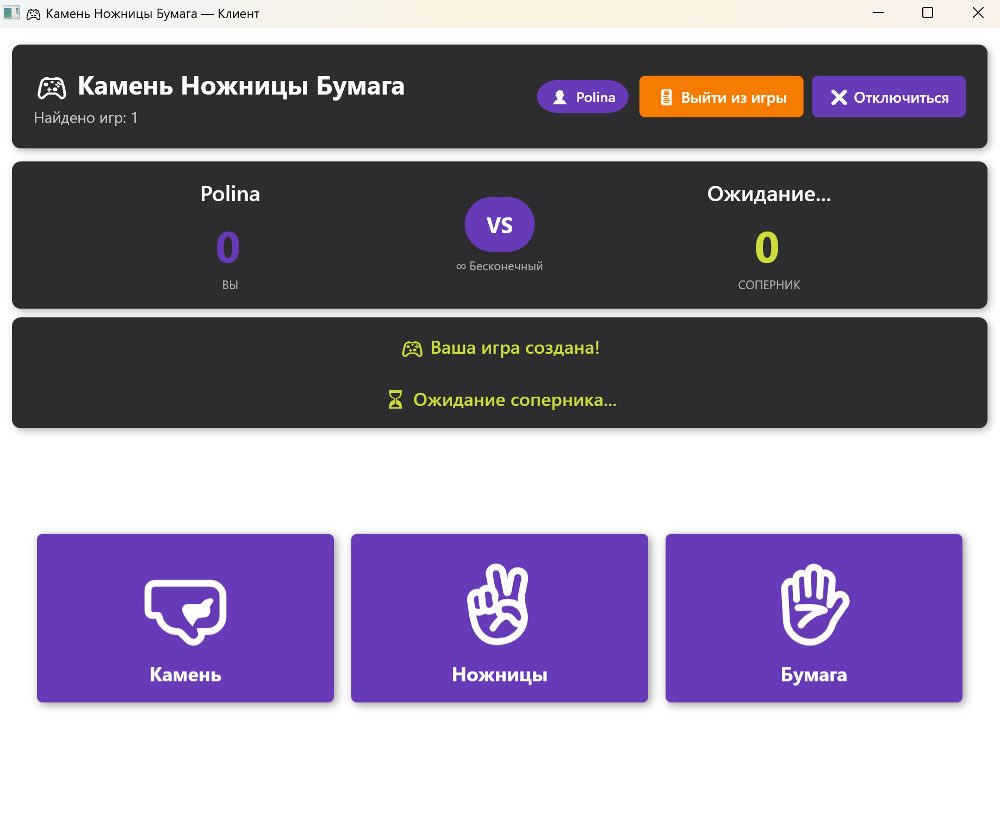 Камень Ножницы Бумага — Клиент
Камень Ножницы Бумага
Найдено игр: 1
Polina
Выйти из игры
Отключиться
Polina
0
ВЫ
VS
∞ Бесконечный
Ожидание...
0
СОПЕРНИК
Ваша игра создана!
Ожидание соперника...
Камень
Ножницы
Бумага